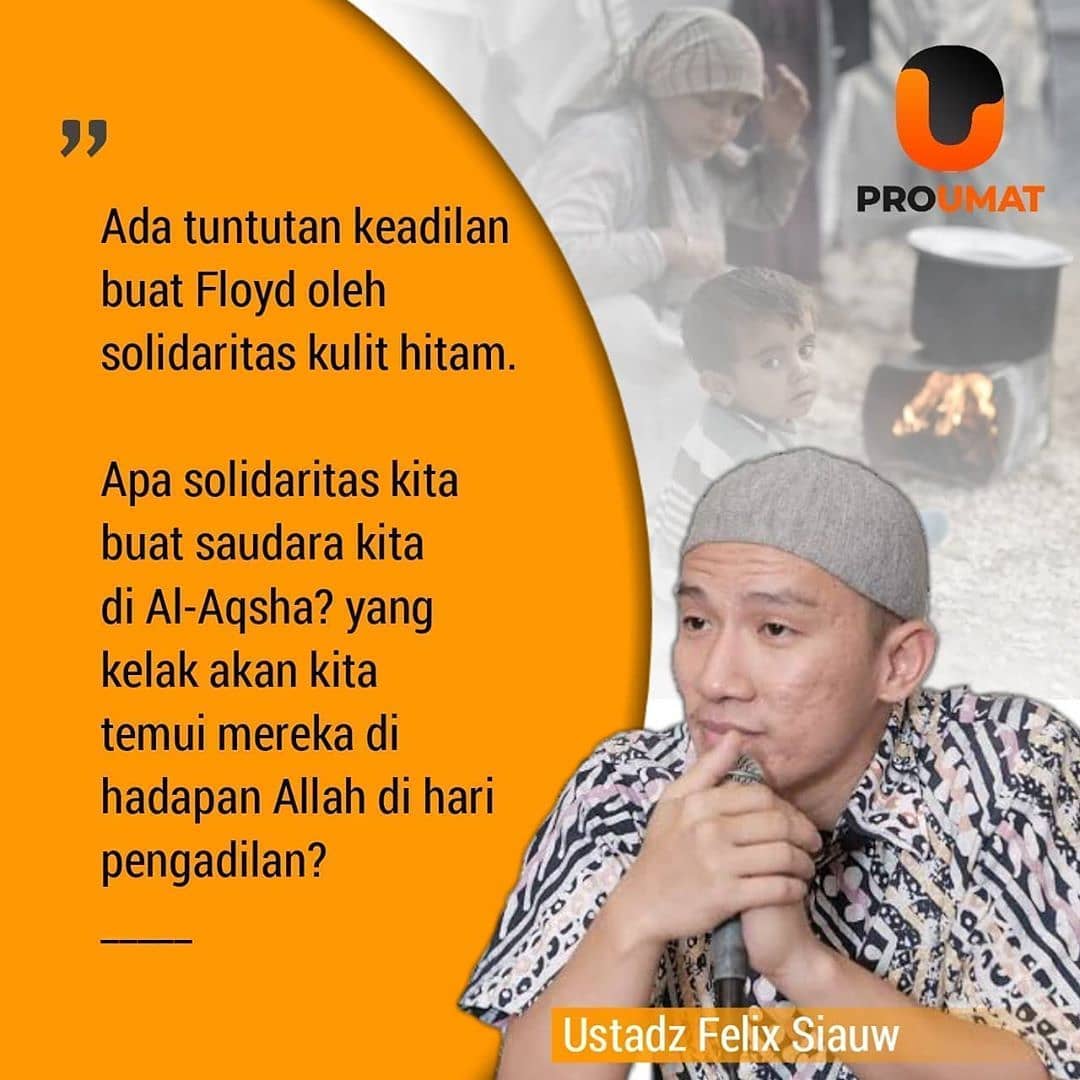 ”
PROUMAT
Ada tuntutan keadilan
buat Floyd oleh
solidaritas kulit hitam.
Apa solidaritas kita
buat saudara kita
di Al-Aqsha? yang
kelak akan kita
temui mereka di
hadapan Allah di hari
pengadilan?
_____
Ustadz Felix Siauw